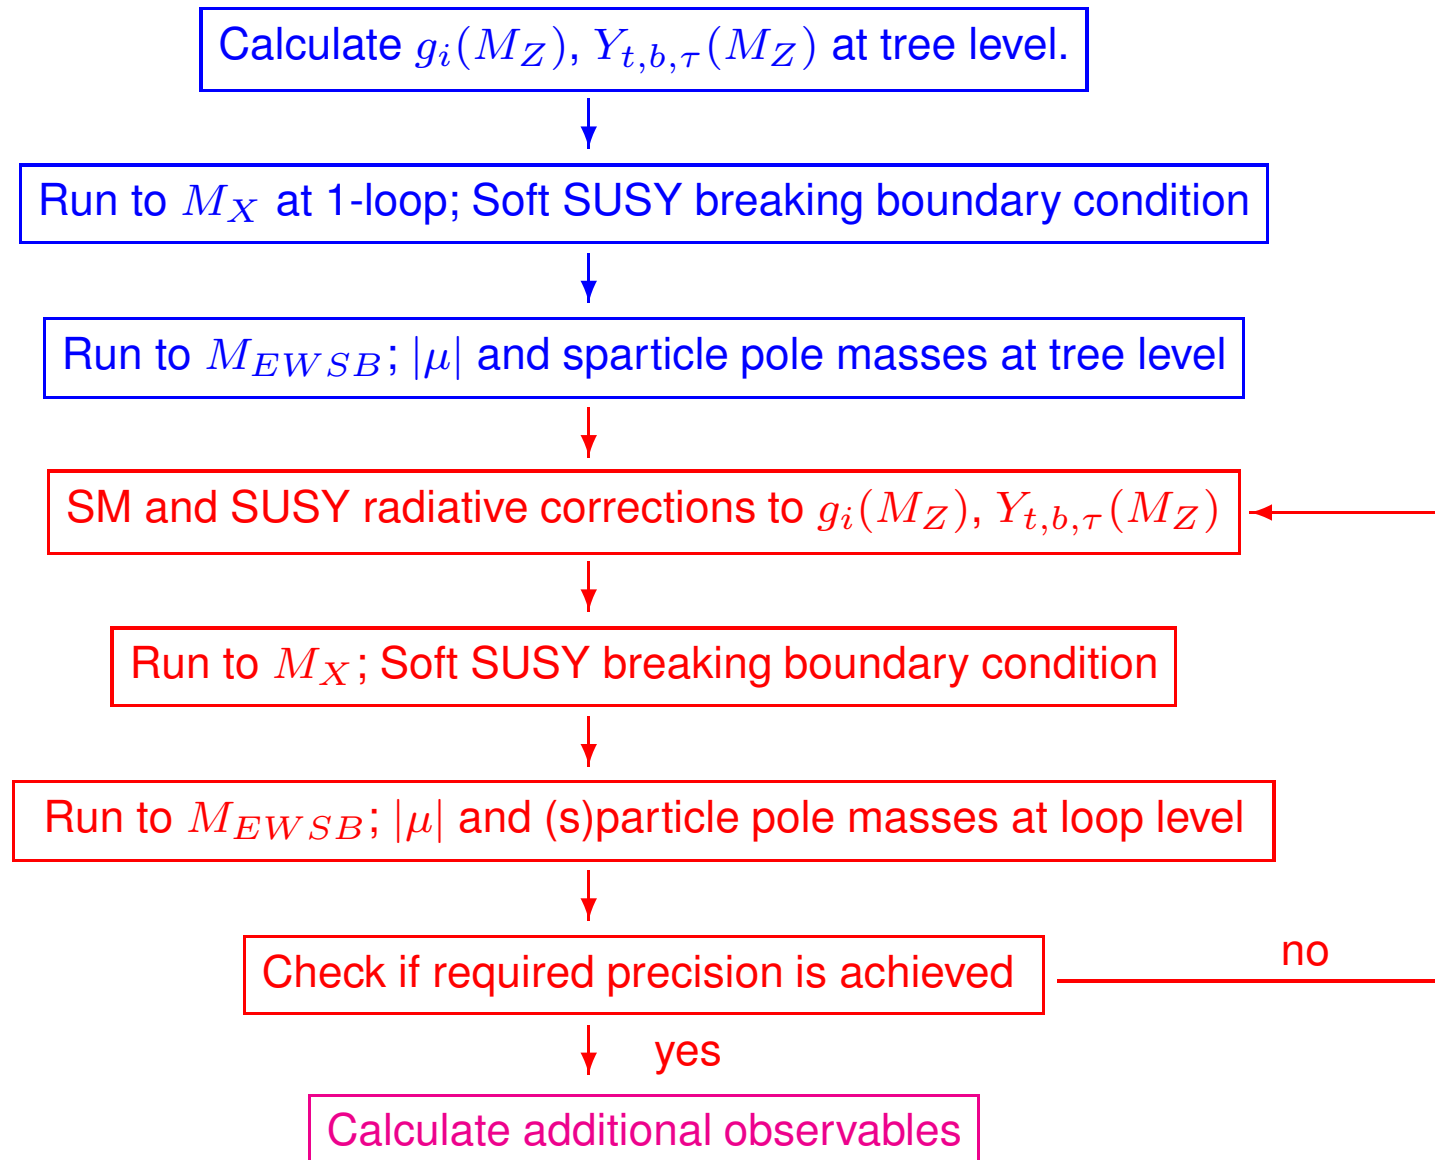 Calculate g_i(M_Z), Y_{t,b,τ}(M_Z) at tree level.
Run to M_X at 1-loop; Soft SUSY breaking boundary condition
Run to M_{EWSB}; |μ| and sparticle pole masses at tree level
SM and SUSY radiative corrections to g_i(M_Z), Y_{t,b,τ}(M_Z)
Run to M_X; Soft SUSY breaking boundary condition
Run to M_{EWSB}; |μ| and (s)particle pole masses at loop level
no
Check if required precision is achieved
yes
Calculate additional observables